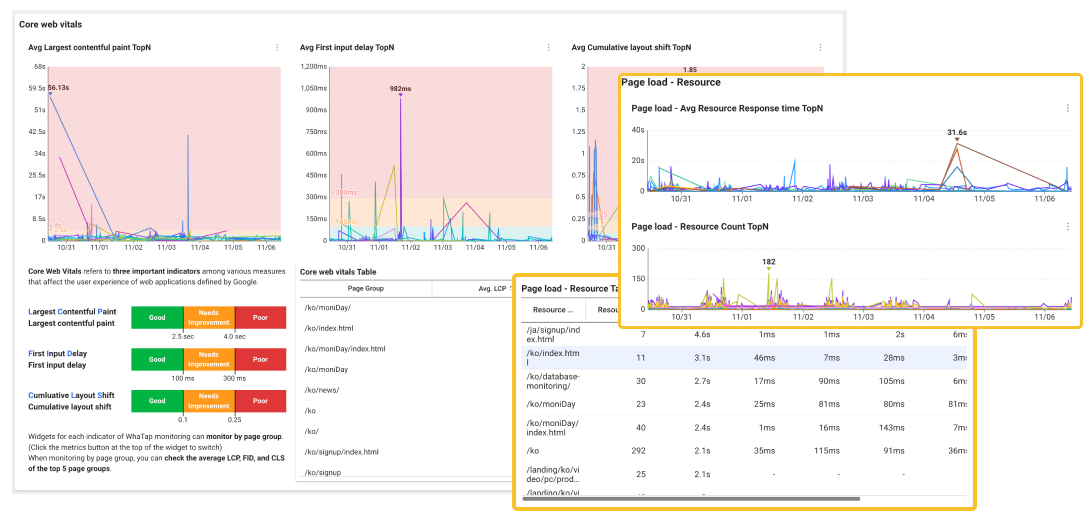 Core web vitals
Avg Largest contentful paint TopN
68s
59.5s
51s
42.5s
34s
25.5s
17s
8.5s
0
56.13s
10/31
11/01
11/02
11/03
11/04
11/05
11/06
Avg First input delay TopN
1,200ms
1,050ms
900ms
750ms
600ms
450ms
300ms
150ms
0
982ms
10/31
11/01
11/02
11/03
11/04
11/05
11/06
Avg Cumulative layout shift TopN
2
1.75
1.5
1.25
1
0.75
0.5
0.25
0
1.85
10/31
Core Web Vitals refers to three important indicators among various measures
that affect the user experience of web applications defined by Google.
Largest Contentful Paint
Largest contentful paint
Good
Needs
Improvement
Poor
2.5 sec
4.0 sec
First Input Delay
First input delay
Good
Needs
Improvement
Poor
100 ms
300 ms
Cumluative Layout Shift
Cumulative layout shift
Good
Needs
Improvement
Poor
0.1
0.25
Widgets for each indicator of WhaTap monitoring can monitor by page group.
(Click the metrics button at the top of the widget to switch)
When monitoring by page group, you can check the average LCP, FID, and CLS
of the top 5 page groups.
Core web vitals Table
Page Group
Avg. LCP
/ko/moniDay/
/ko/index.html
/ko/moniDay/index.html
/ko/moniDay
/ko/news/
/ko
/ko/
/ko/signup/index.html
/ko/signup
Page load - Resource
Page load - Avg Resource Response time TopN
40s
20s
0
31.6s
10/31
11/01
11/02
11/03
11/04
11/05
11/06
Page load - Resource Count TopN
300
150
0
182
10/31
11/01
11/02
11/03
11/04
11/05
11/06
Page load - Resource Ta
Resource ...
Resou
/ja/signup/ind
ex.html
7 4.6s 1ms 1ms 2s 6m
/ko/index.htm
l
11 3.1s 46ms 7ms 28ms 3ms
/ko/database-
monitoring/
30 2.7s 17ms 90ms 105ms 6ms
/ko/moniDay
23 2.4s 25ms 81ms 80ms 81ms
/ko/moniDay/
index.html
40 2.4s 1ms 16ms 143ms 7ms
/ko
292 2.1s 35ms 115ms 91ms 36ms
/landing/ko/vi
deo/pc/prod...
25 2.1s - - - -
/landing/ko/vi